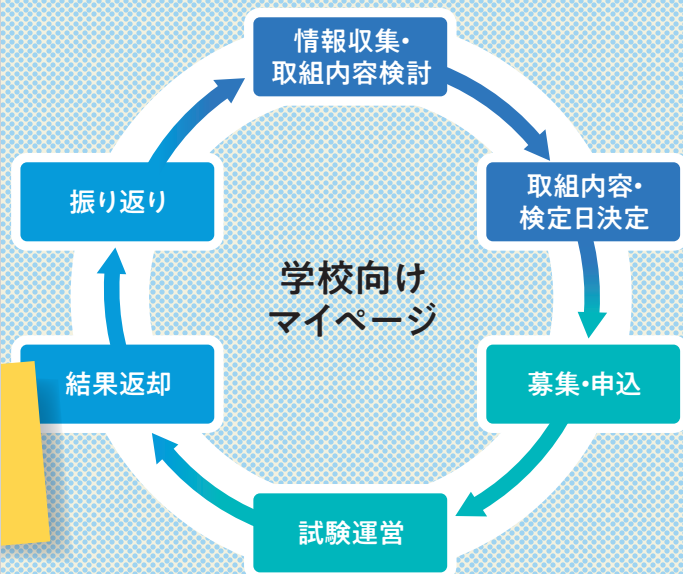 情報収集・
取組内容検討
取組内容・
検定日決定
募集・申込
試験運営
結果返却
振り返り
学校向け
マイページ